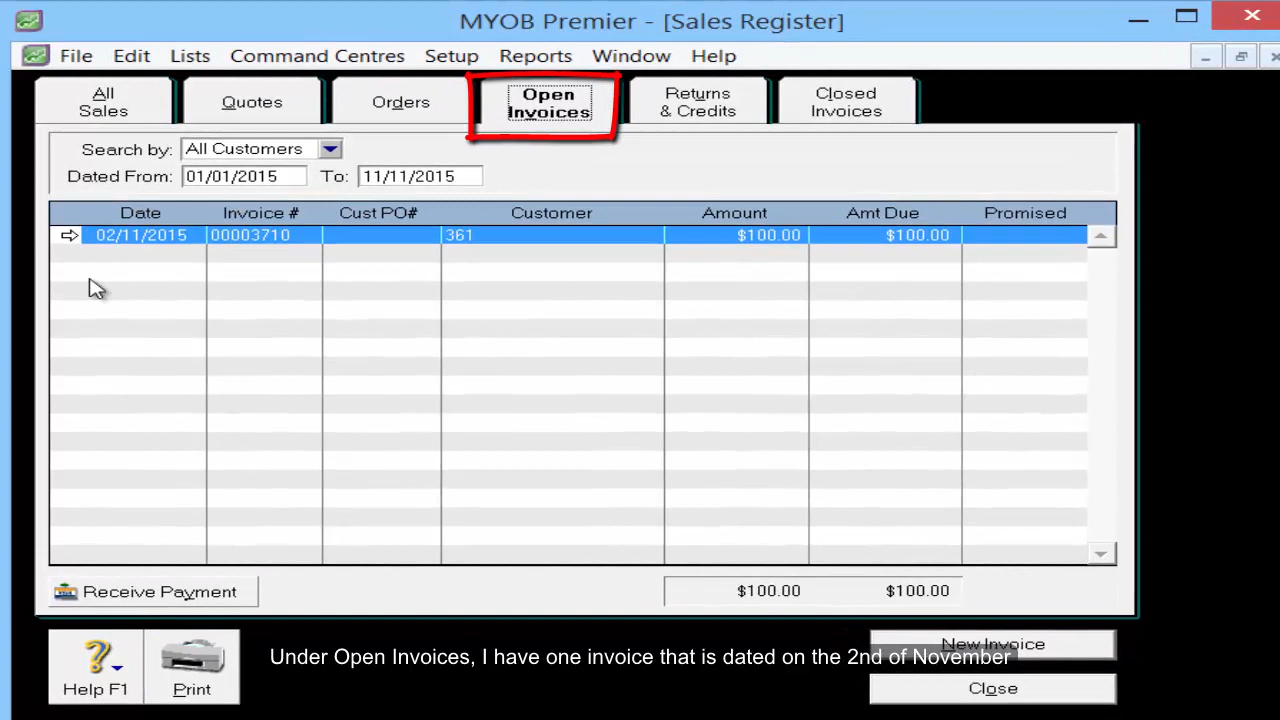 MYOB Premier - [Sales Register]
File Edit Lists Command Centres Setup Reports Window Help
All Sales
Quotes
Orders
Open Invoices
Returns & Credits
Closed Invoices
Search by: All Customers
Dated From: 01/01/2015 To: 11/11/2015
Date Invoice # Cust PO# Customer Amount Amt Due Promised
02/11/2015 00003710 361 $100.00 $100.00
Receive Payment $100.00 $100.00
Help F1
Print
New Invoice
Under Open Invoices, I have one invoice that is dated on the 2nd of November
Close